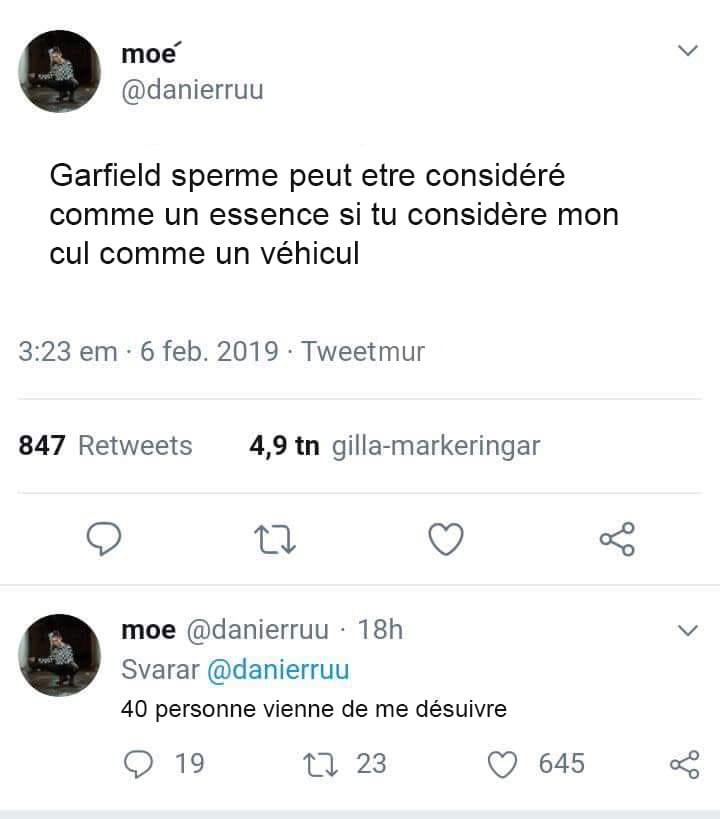 moé
@danierruu
Garfield sperme peut etre considéré
comme un essence si tu considère mon
cul comme un véhicul
3:23 em · 6 feb. 2019 · Tweetmur
847 Retweets 4,9 tn gilla-markeringar
moe @danierruu · 18h
Svarar @danierruu
40 personne vienne de me désuivre
19 23 645